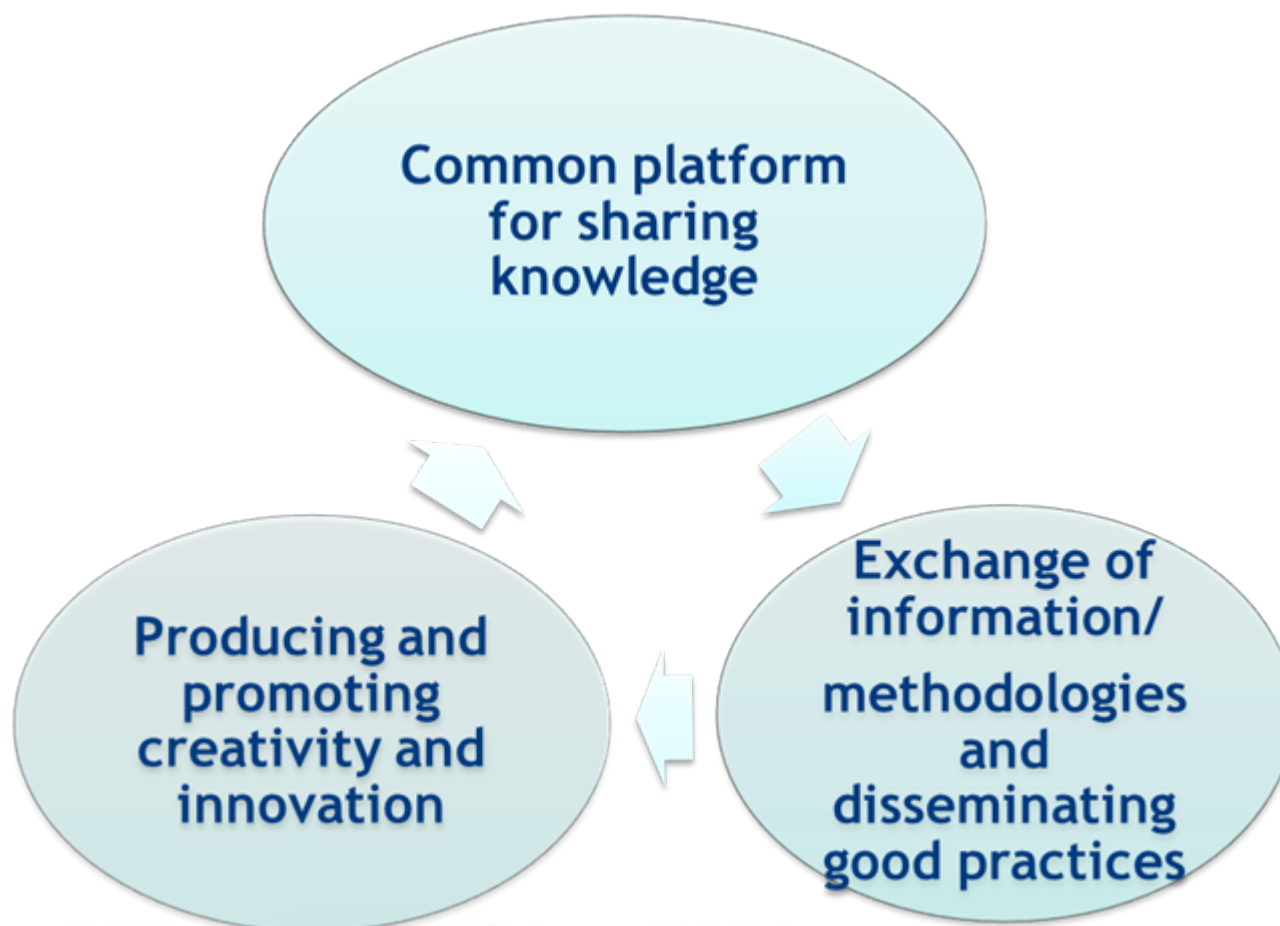 Common platform
for sharing
knowledge
Exchange of
information/
methodologies
and
disseminating
good practices
Producing and
promoting
creativity and
innovation